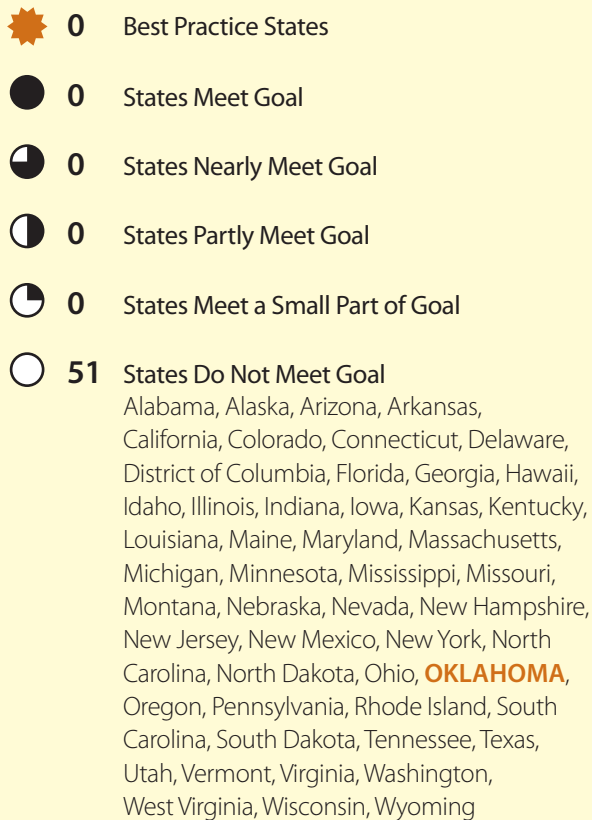 0 Best Practice States
0 States Meet Goal
0 States Nearly Meet Goal
0 States Partly Meet Goal
0 States Meet a Small Part of Goal
51 States Do Not Meet Goal
Alabama, Alaska, Arizona, Arkansas,
California, Colorado, Connecticut, Delaware,
District of Columbia, Florida, Georgia, Hawaii,
Idaho, Illinois, Indiana, Iowa, Kansas, Kentucky,
Louisiana, Maine, Maryland, Massachusetts,
Michigan, Minnesota, Mississippi, Missouri,
Montana, Nebraska, Nevada, New Hampshire,
New Jersey, New Mexico, New York, North
Carolina, North Dakota, Ohio, OKLAHOMA,
Oregon, Pennsylvania, Rhode Island, South
Carolina, South Dakota, Tennessee, Texas,
Utah, Vermont, Virginia, Washington,
West Virginia, Wisconsin, Wyoming